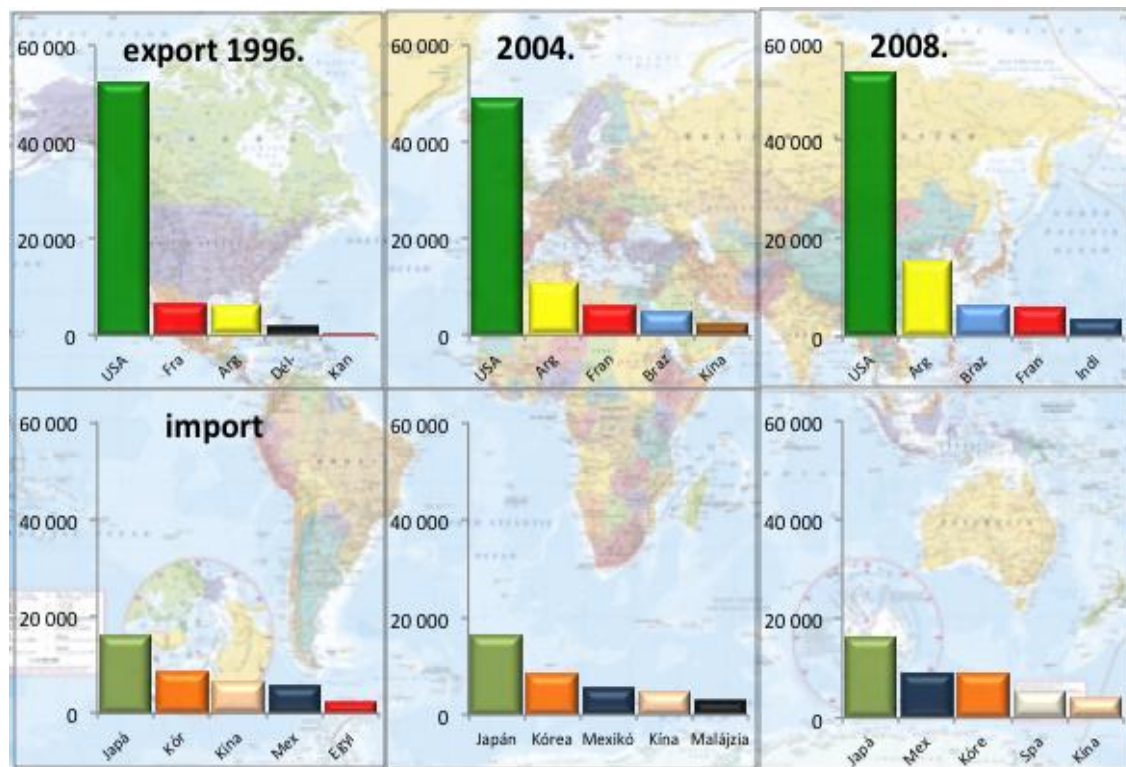 export 1996.
60 000
40 000
20 000
0
USA
Fra
Arg
Dél-
Kan
2004.
60 000
40 000
20 000
0
USA
Arg
Fran
Braz
Kína
2008.
60 000
40 000
20 000
0
USA
Arg
Braz
Fran
Indi
import
60 000
40 000
20 000
0
Japá
Kór
Kína
Mex
Egyi
60 000
40 000
20 000
0
Japán
Kórea
Mexikó
Kína
Malájzia
60 000
40 000
20 000
0
Japá
Mex
Kóre
Spa
Kína